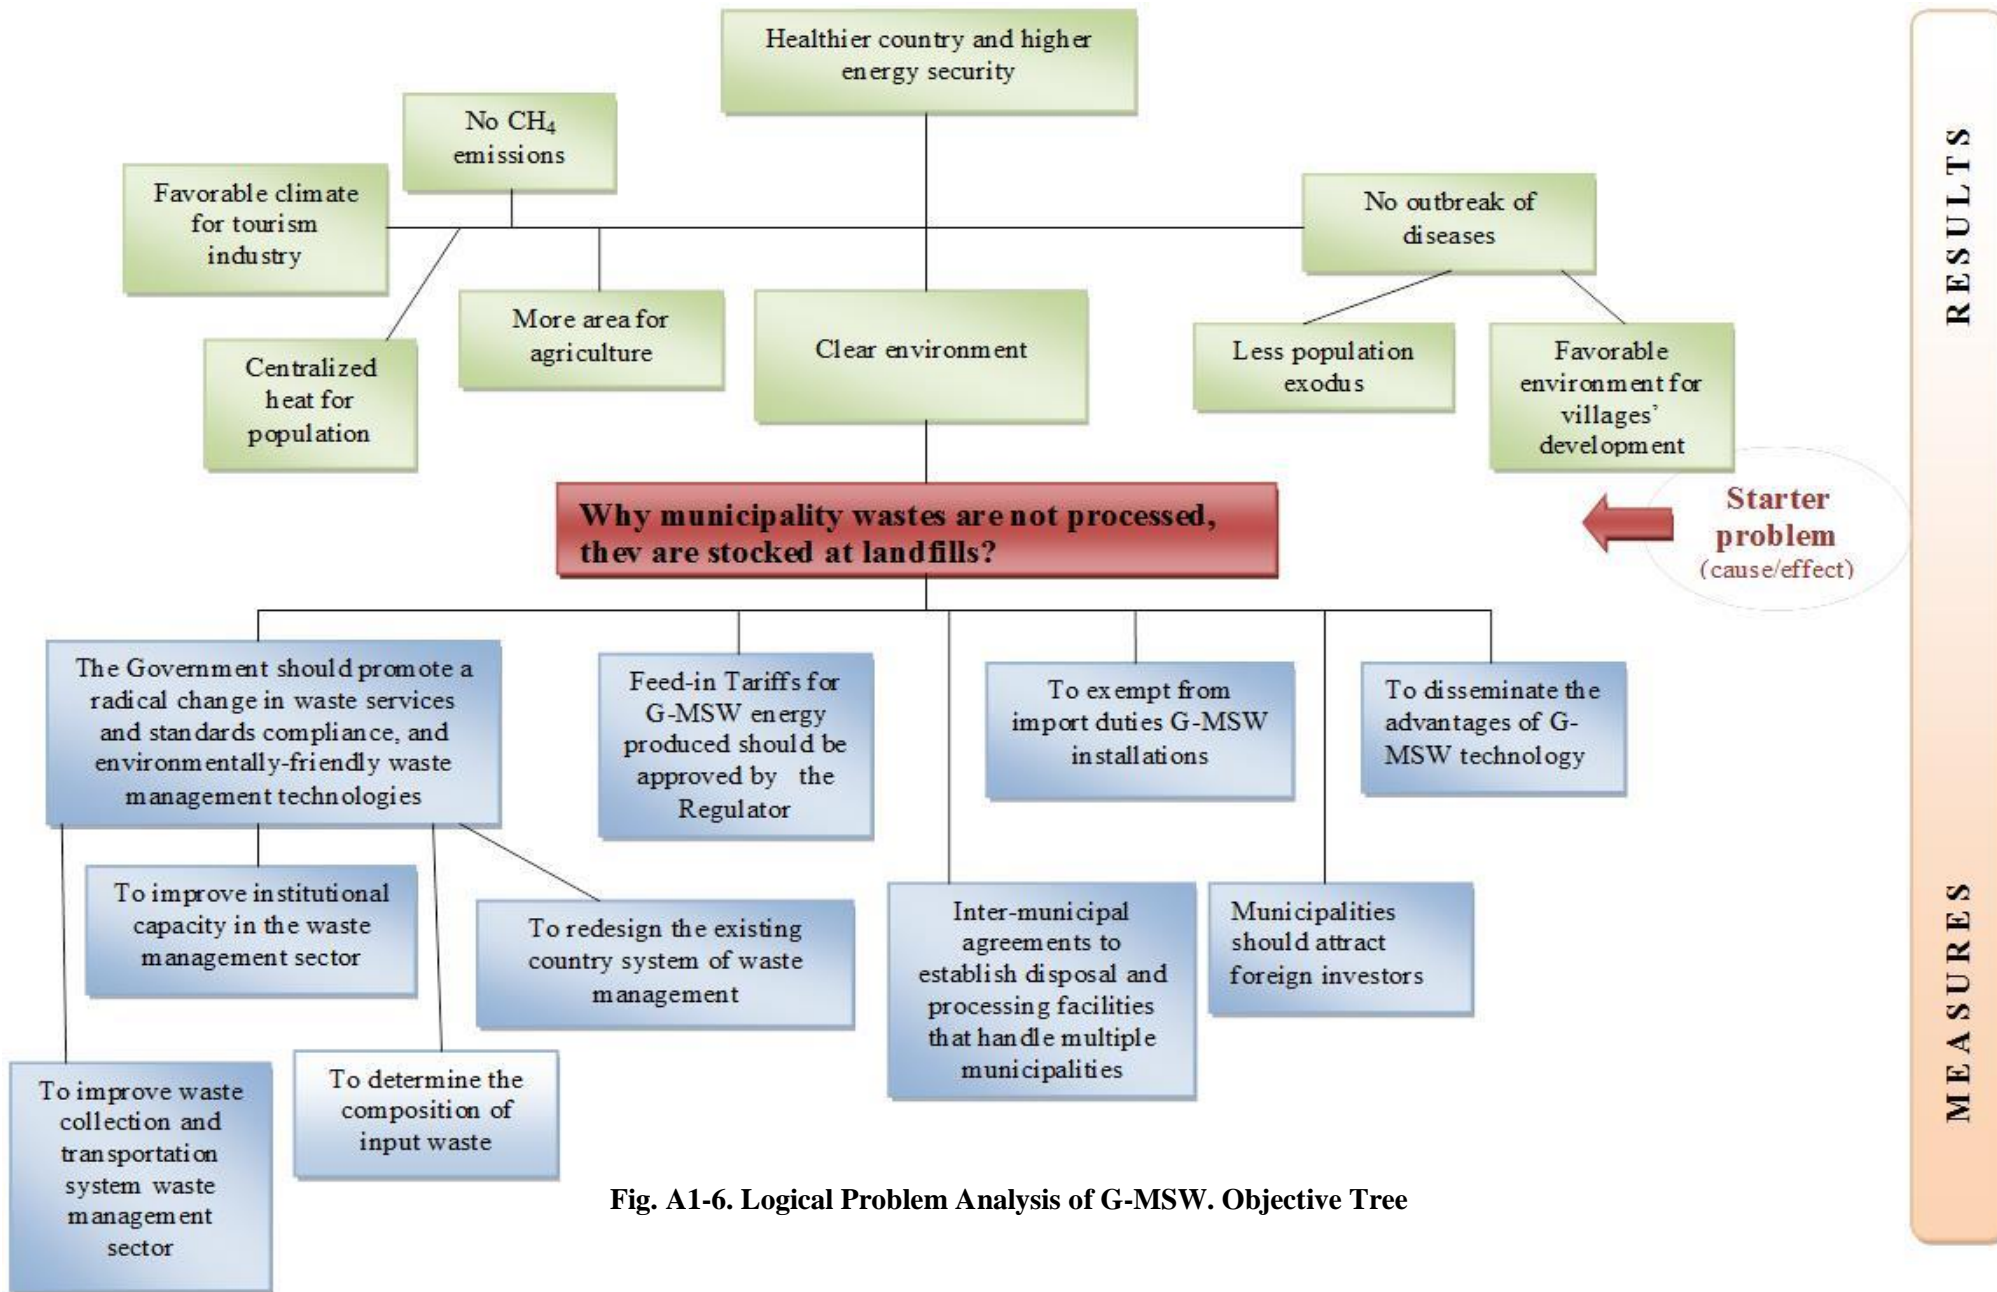 Healthier country and higher
energy security
No CH₄
emissions
Favorable climate
for tourism
industry
No outbreak of
diseases
More area for
agriculture
Clear environment
Centralized
heat for
population
Less population
exodus
Favorable
environment for
villages’
development
RESULTS
Why municipality wastes are not processed,
they are stocked at landfills?
Starter
problem
(cause/effect)
The Government should promote a
radical change in waste services
and standards compliance, and
environmentally-friendly waste
management technologies
Feed-in Tariffs for
G-MSW energy
produced should be
approved by the
Regulator
To exempt from
import duties G-MSW
installations
To disseminate the
advantages of G-
MSW technology
To improve institutional
capacity in the waste
management sector
To redesign the existing
country system of waste
management
Inter-municipal
agreements to
establish disposal and
processing facilities
that handle multiple
municipalities
Municipalities
should attract
foreign investors
MEASURES
To improve waste
collection and
transportation
system waste
management
sector
To determine the
composition of
input waste
Fig. A1-6. Logical Problem Analysis of G-MSW. Objective Tree